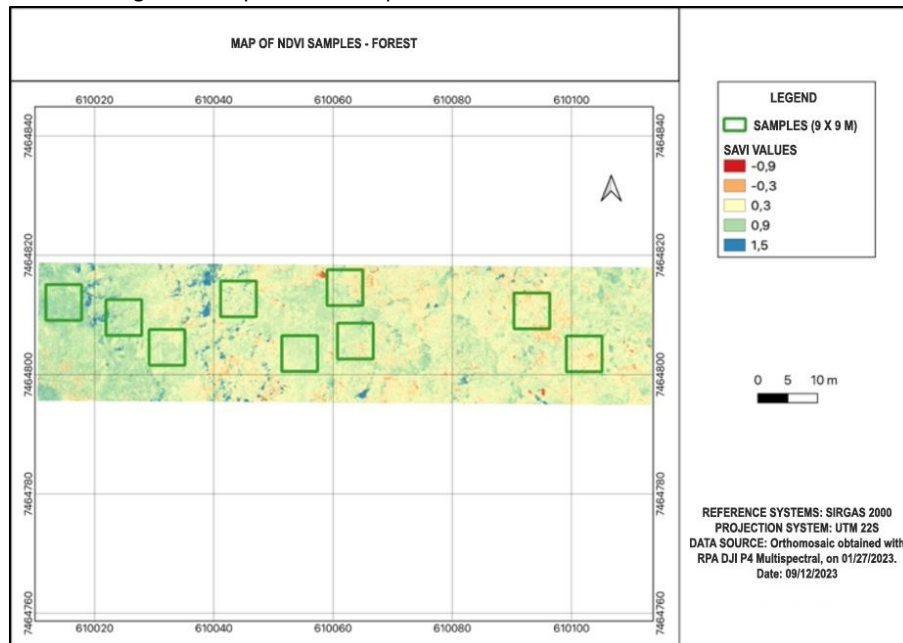 MAP OF NDVI SAMPLES - FOREST
610020 610040 610060 610080 610100
7464840 7464840
7464820 7464820
7464800 7464800
7464780 7464780
7464760 7464760
610020 610040 610060 610080 610100
LEGEND
SAMPLES (9 X 9 M)
SAVI VALUES
-0,9
-0,3
0,3
0,9
1,5
0 5 10 m
REFERENCE SYSTEMS: SIRGAS 2000
PROJECTION SYSTEM: UTM 22S
DATA SOURCE: Orthomosaic obtained with
RPA DJI P4 Multispectral, on 01/27/2023.
Date: 09/12/2023